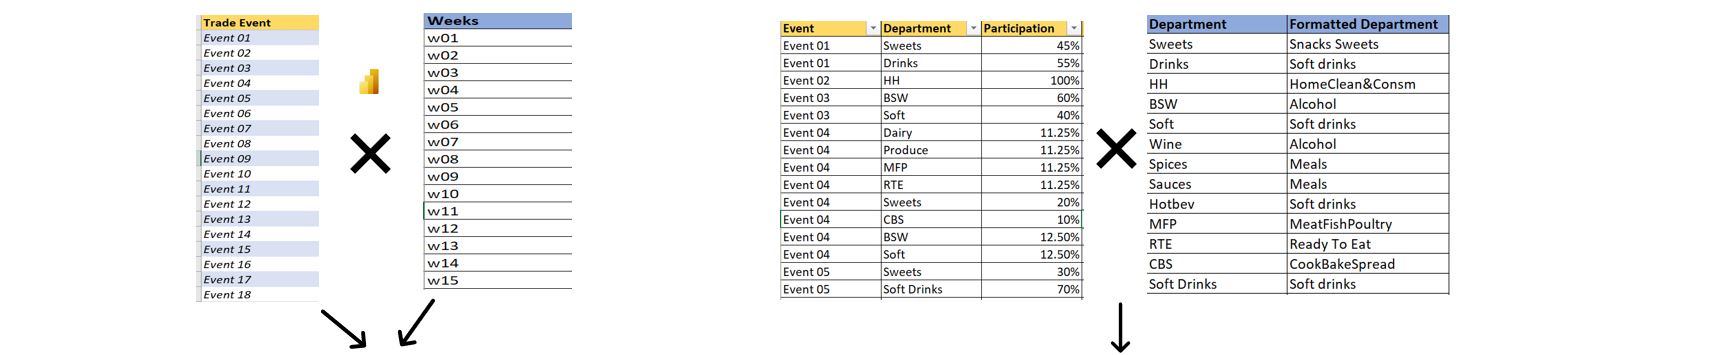 Trade Event
Event 01
Event 02
Event 03
Event 04
Event 05
Event 06
Event 07
Event 08
Event 09
Event 10
Event 11
Event 12
Event 13
Event 14
Event 15
Event 16
Event 17
Event 18
Weeks
w01
w02
w03
w04
w05
w06
w07
w08
w09
w10
w11
w12
w13
w14
w15
Event Department Participation
Event 01 Sweets 45%
Event 01 Drinks 55%
Event 02 HH 100%
Event 03 BSW 60%
Event 03 Soft 40%
Event 04 Dairy 11.25%
Event 04 Produce 11.25%
Event 04 MFP 11.25%
Event 04 RTE 11.25%
Event 04 Sweets 20%
Event 04 CBS 10%
Event 04 BSW 12.50%
Event 04 Soft 12.50%
Event 05 Sweets 30%
Event 05 Soft Drinks 70%
Department Formatted Department
Sweets Snacks Sweets
Drinks Soft drinks
HH HomeClean&Consm
BSW Alcohol
Soft Soft drinks
Wine Alcohol
Spices Meals
Sauces Meals
Hotbev Soft drinks
MFP MeatFishPoultry
RTE Ready To Eat
CBS CookBakeSpread
Soft Drinks Soft drinks